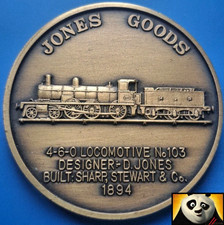 JONES GOODS
4-6-0 LOCOMOTIVE No103
DESIGNER-D.JONES
BUILT: SHARP, STEWART & Co.
1894